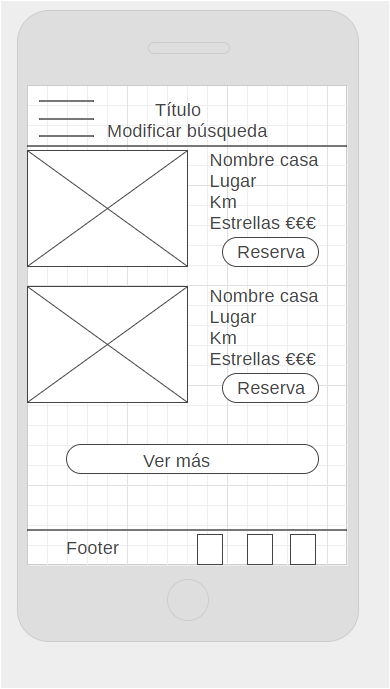 Título
Modificar búsqueda
Nombre casa
Lugar
Km
Estrellas €€€
Reserva
Nombre casa
Lugar
Km
Estrellas €€€
Reserva
Ver más
Footer